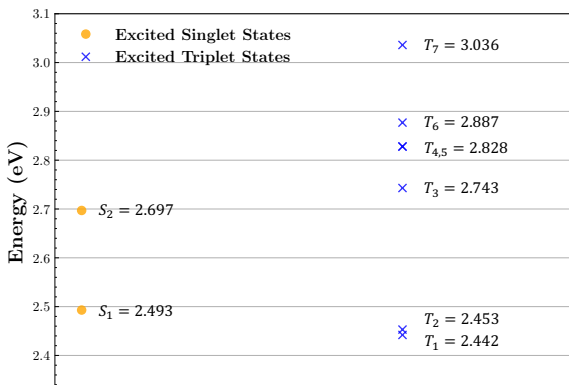 3.1
Excited Singlet States
Excited Triplet States
T₇ = 3.036
3.0
2.9
T₆ = 2.887
T₄,₅ = 2.828
2.8
T₃ = 2.743
2.7
S₂ = 2.697
2.6
2.5
S₁ = 2.493
T₂ = 2.453
T₁ = 2.442
2.4
Energy (eV)